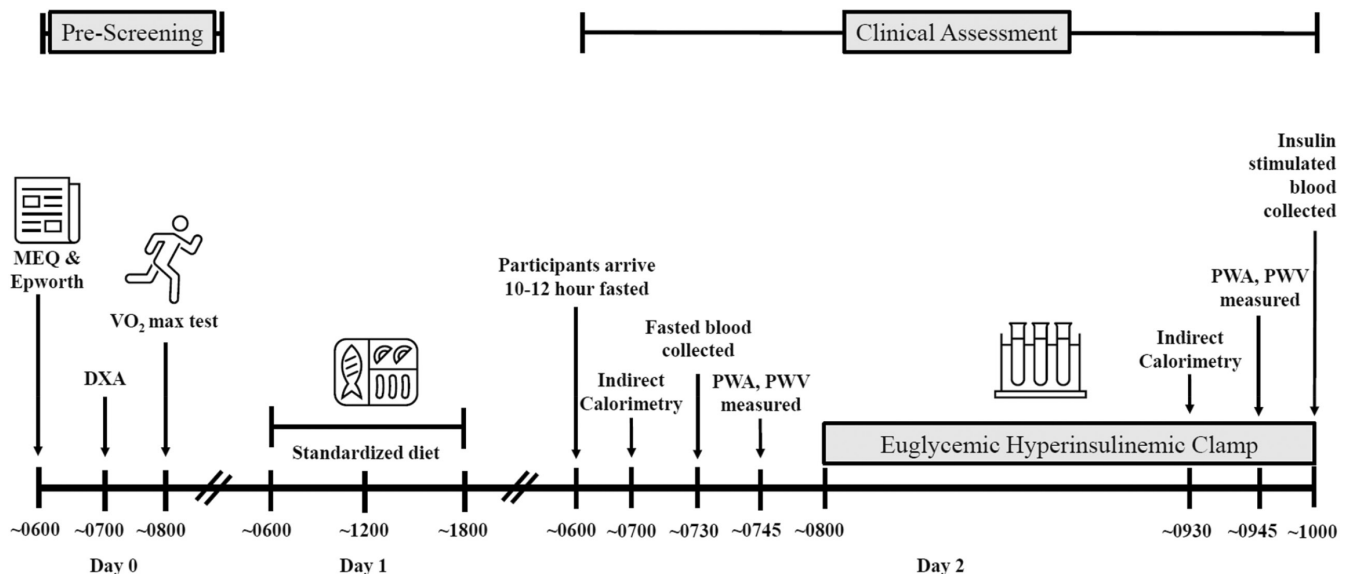 Pre-Screening
Clinical Assessment
MEQ &
Epworth
DXA
VO₂ max test
Standardized diet
Participants arrive
10-12 hour fasted
Indirect
Calorimetry
Fasted blood
collected
PWA, PWV
measured
Euglycemic Hyperinsulinemic Clamp
Indirect
Calorimetry
PWA, PWV
measured
Insulin
stimulated
blood
collected
~0600 ~0700 ~0800 ~0600 ~1200 ~1800 ~0600 ~0700 ~0730 ~0745 ~0800 ~0930 ~0945 ~1000
Day 0 Day 1 Day 2